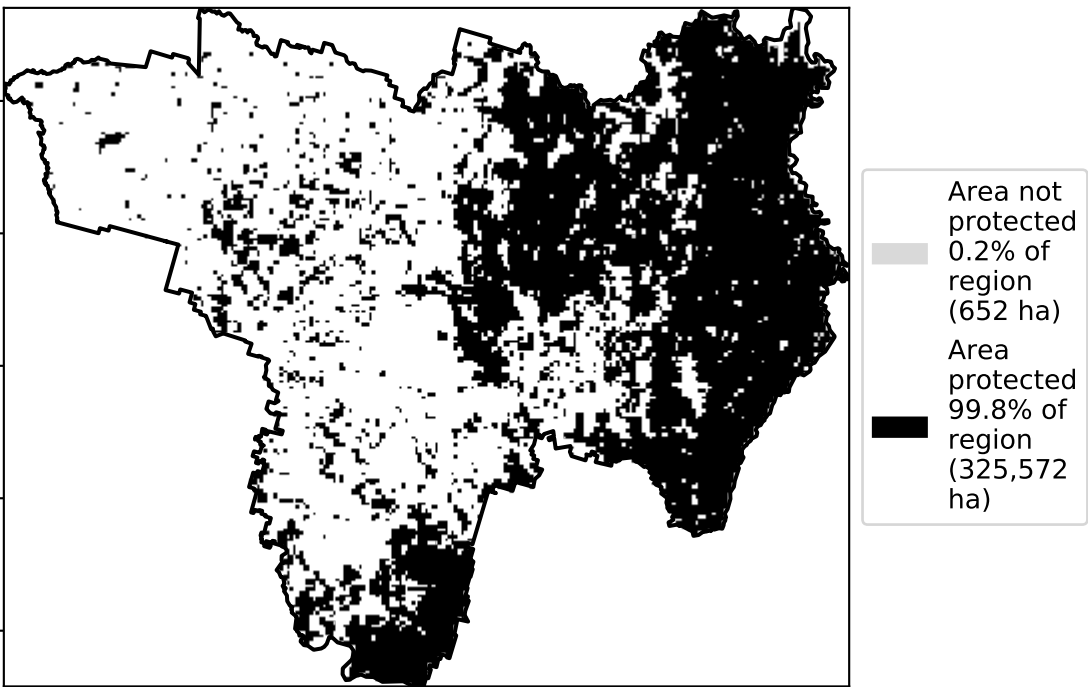 Area not
protected
0.2% of
region
(652 ha)
Area
protected
99.8% of
region
(325,572
ha)